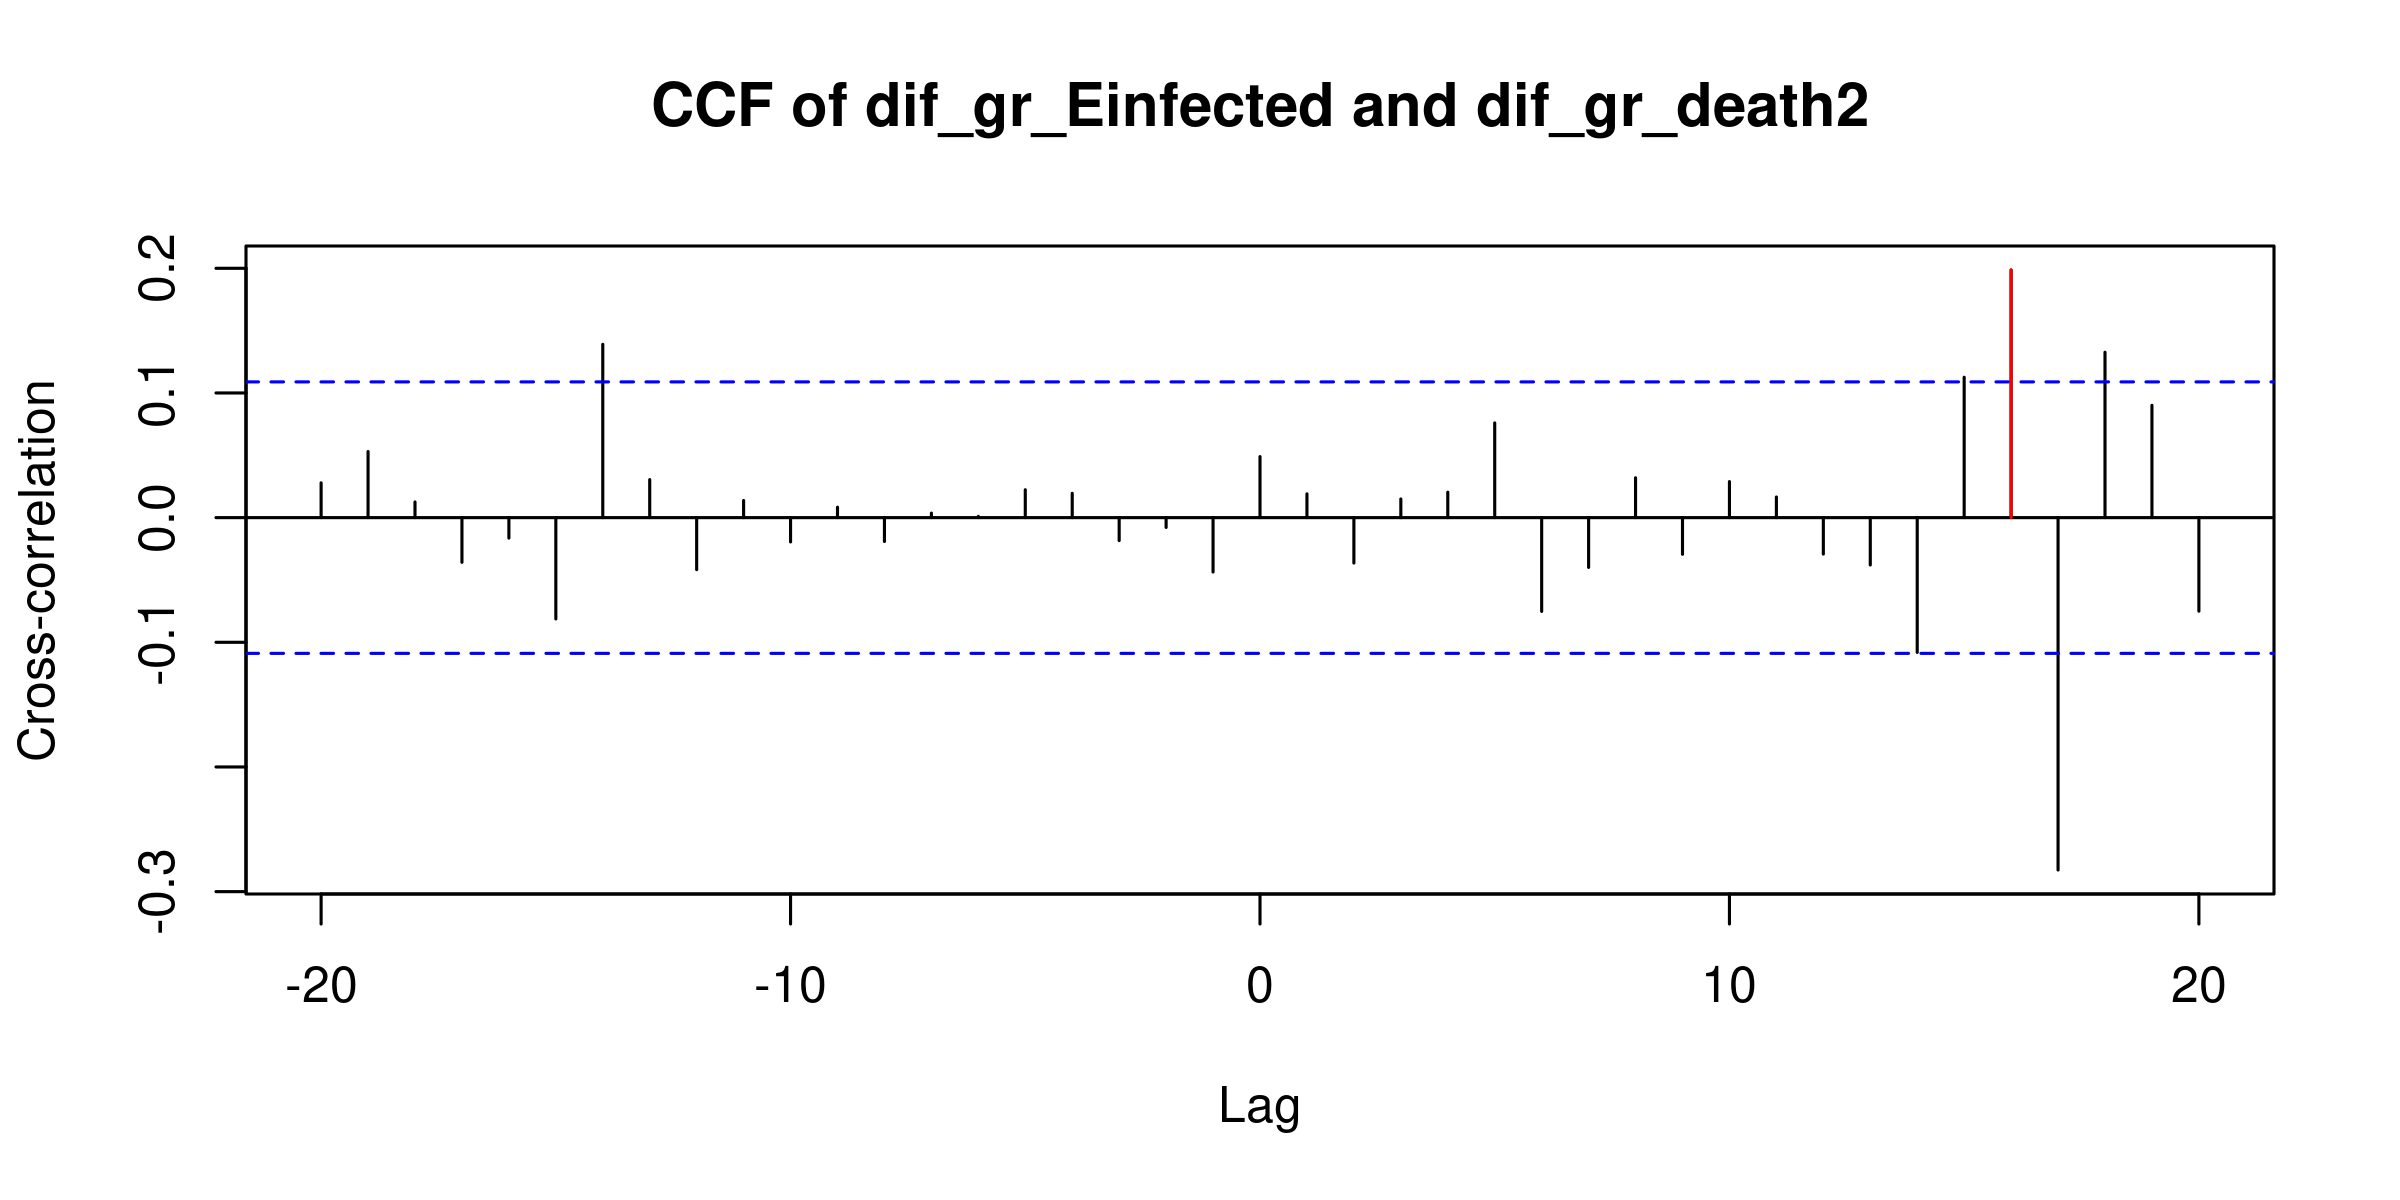 CCF of dif_gr_Einfected and dif_gr_death2
Cross-correlation
0.2
0.1
0.0
-0.1
-0.3
-20 -10 0 10 20
Lag